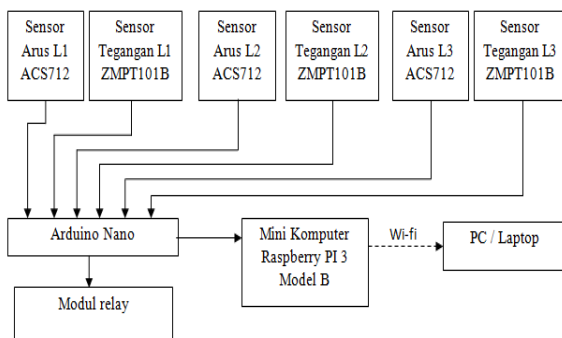 Sensor
Arus L1
ACS712
Sensor
Tegangan L1
ZMPT101B
Sensor
Arus L2
ACS712
Sensor
Tegangan L2
ZMPT101B
Sensor
Arus L3
ACS712
Sensor
Tegangan L3
ZMPT101B
Arduino Nano
Mini Komputer
Raspberry PI 3
Model B
Wi-fi
PC / Laptop
Modul relay